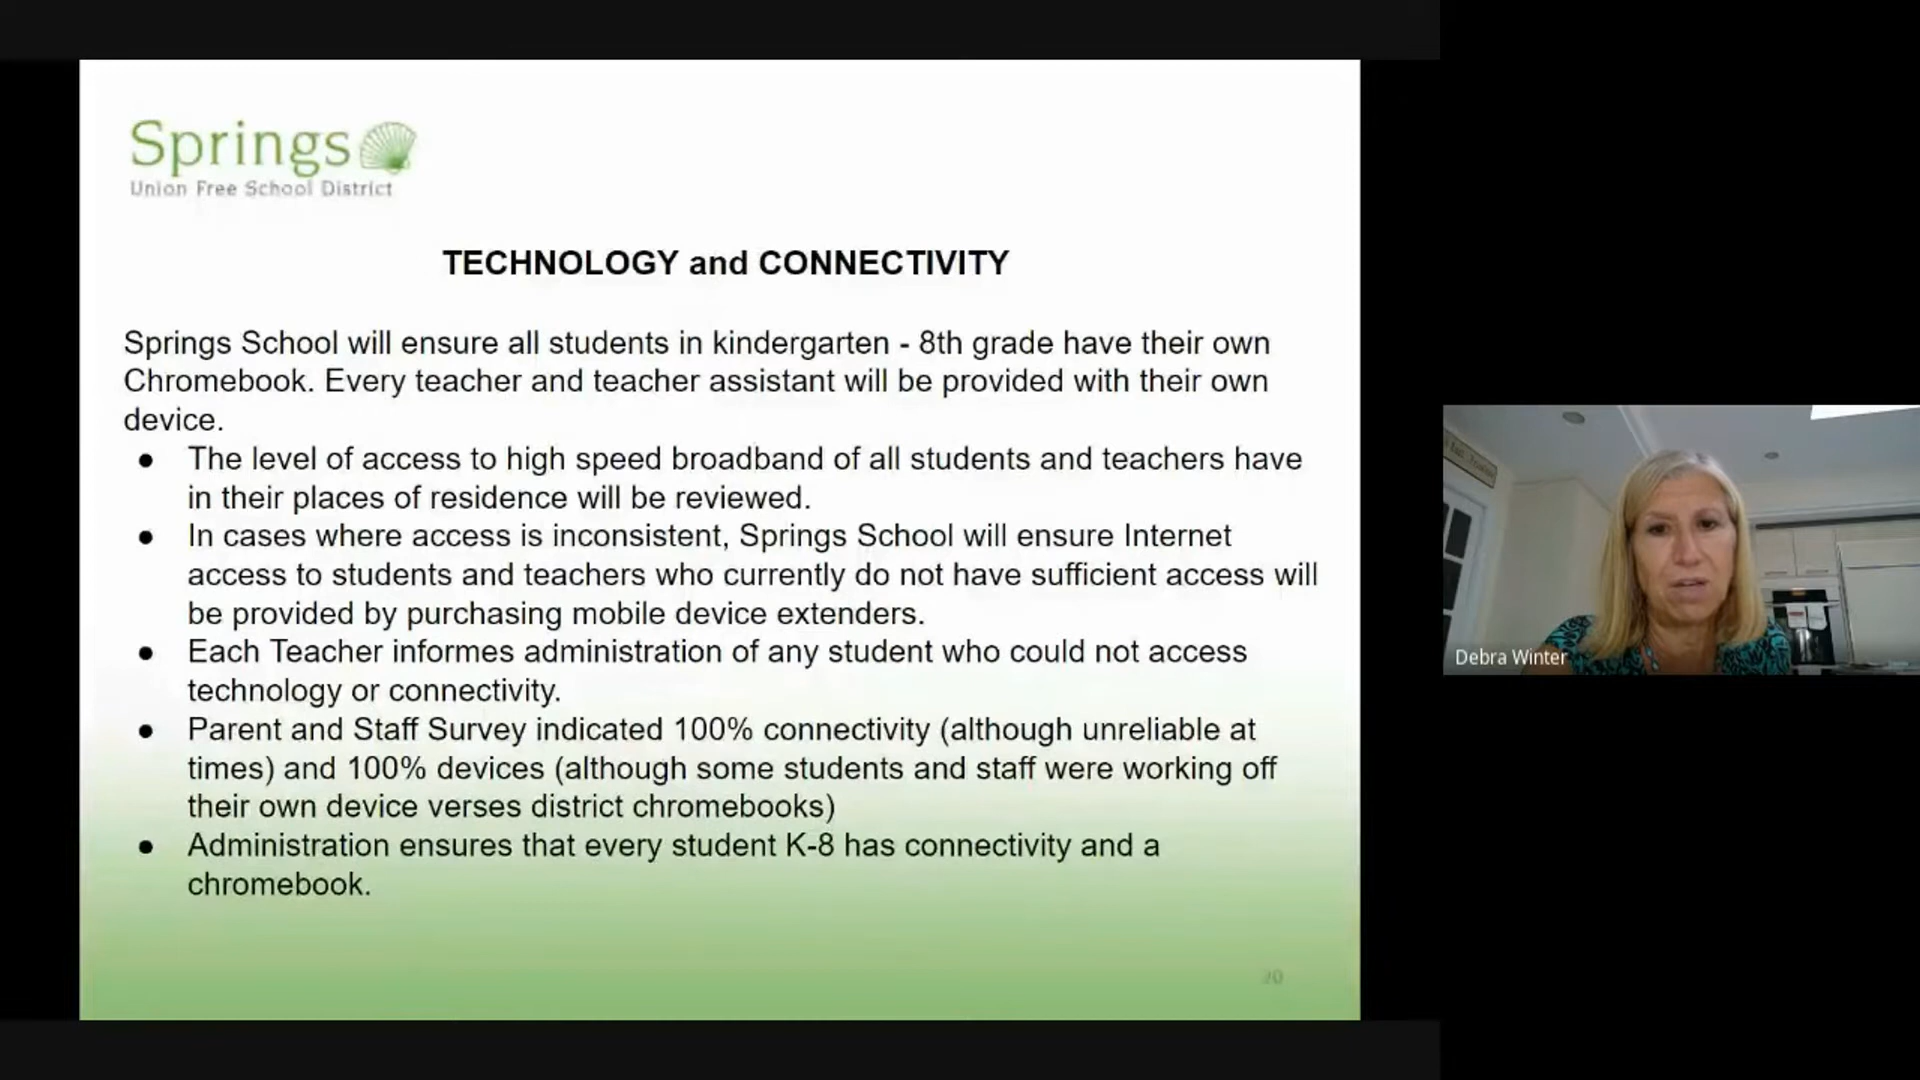 Springs
Union Free School District
TECHNOLOGY and CONNECTIVITY
Springs School will ensure all students in kindergarten - 8th grade have their own
Chromebook. Every teacher and teacher assistant will be provided with their own
device.
● The level of access to high speed broadband of all students and teachers have
in their places of residence will be reviewed.
● In cases where access is inconsistent, Springs School will ensure Internet
access to students and teachers who currently do not have sufficient access will
be provided by purchasing mobile device extenders.
● Each Teacher informes administration of any student who could not access
technology or connectivity.
● Parent and Staff Survey indicated 100% connectivity (although unreliable at
times) and 100% devices (although some students and staff were working off
their own device verses district chromebooks)
● Administration ensures that every student K-8 has connectivity and a
chromebook.
20
Debra Winter